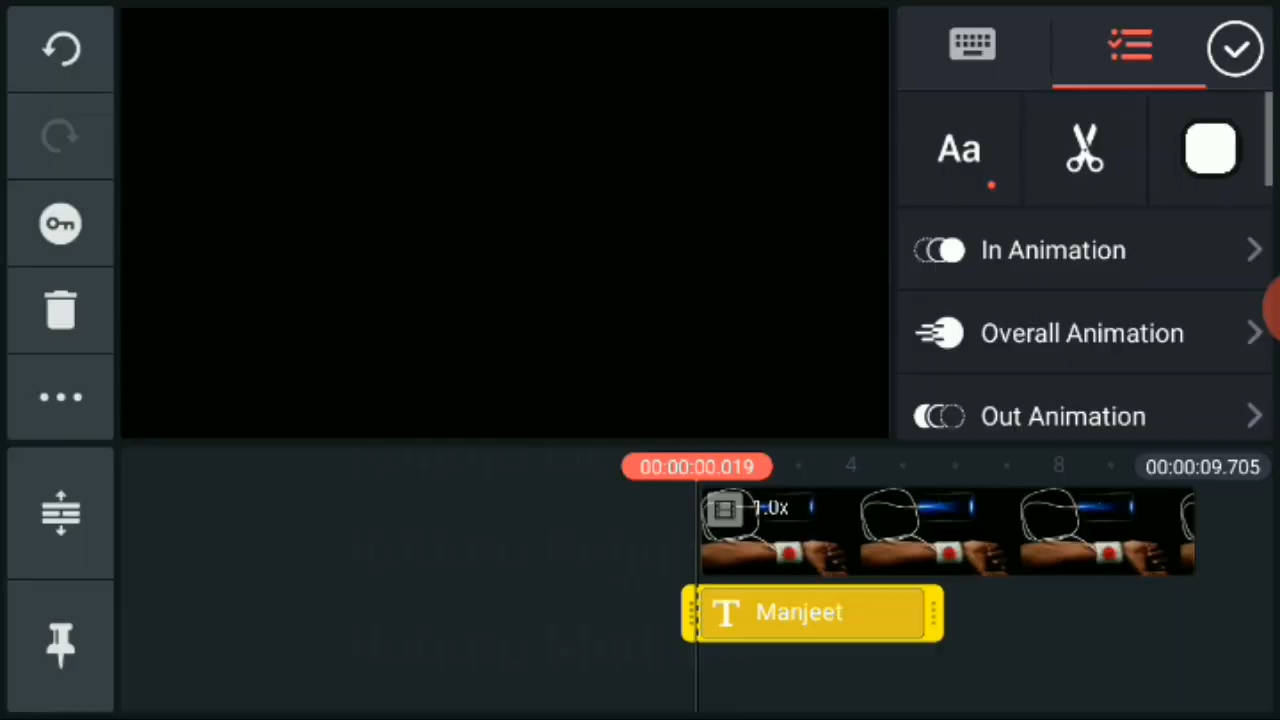 Aa
In Animation
Overall Animation
Out Animation
00:00:00.019
4
8
00:00:09.705
1.0x
T Manjeet